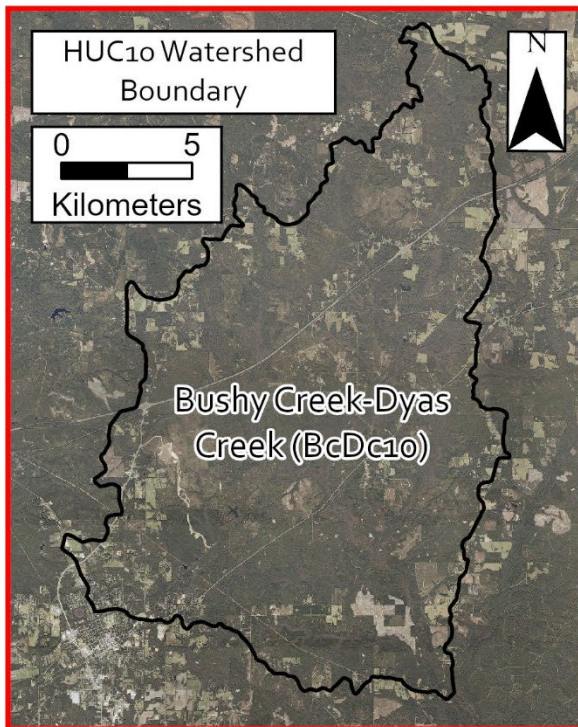 HUC10 Watershed
Boundary
N
0 5
Kilometers
Bushy Creek-Dyas
Creek (BcDc10)